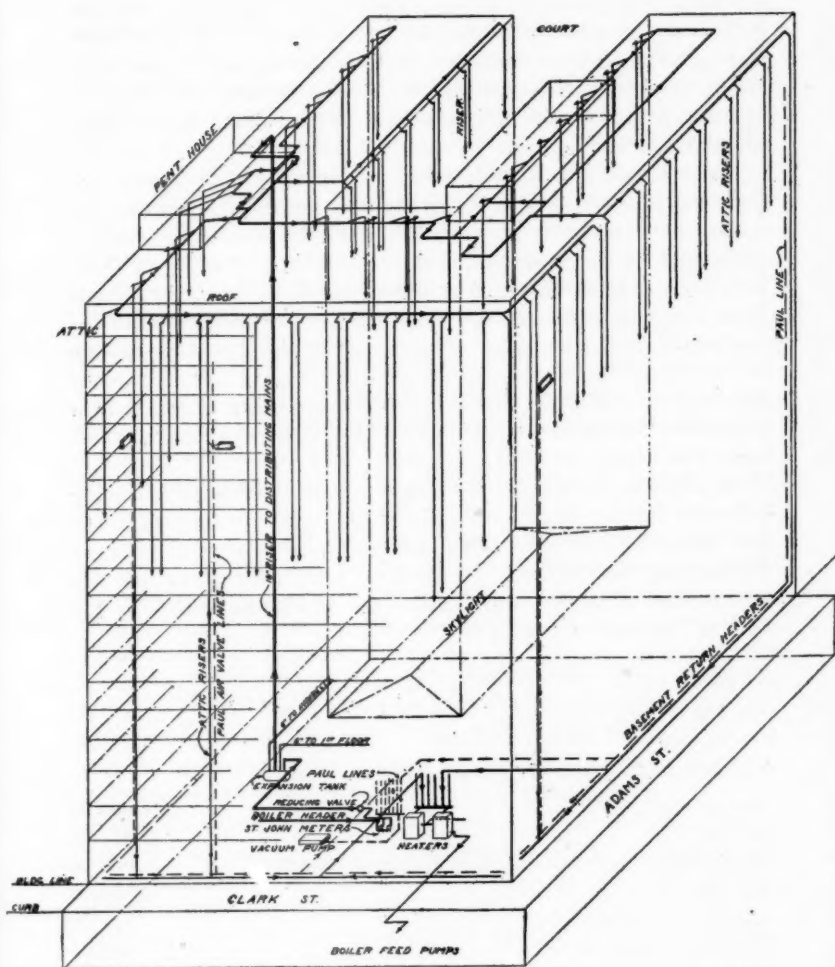 COURT
RISER
PENT HOUSE
ATTIC RISERS
PAUL LINE
ROOF
ATTIC
RISER TO DISTRIBUTING MAINS
ATTIC RISERS
PAUL AIR VALVE LINES
SKYLIGHT
6" TO 1ST FLOOR
BASEMENT RETURN HEADERS
PAUL LINES
EXPANSION TANK
REDUCING VALVE
BOILER HEADER
ST. JOHN METERS
VACUUM PUMP
HEATERS
ADAMS ST.
BLDG. LINE
CLARK ST.
CURB
BOILER FEED PUMPS